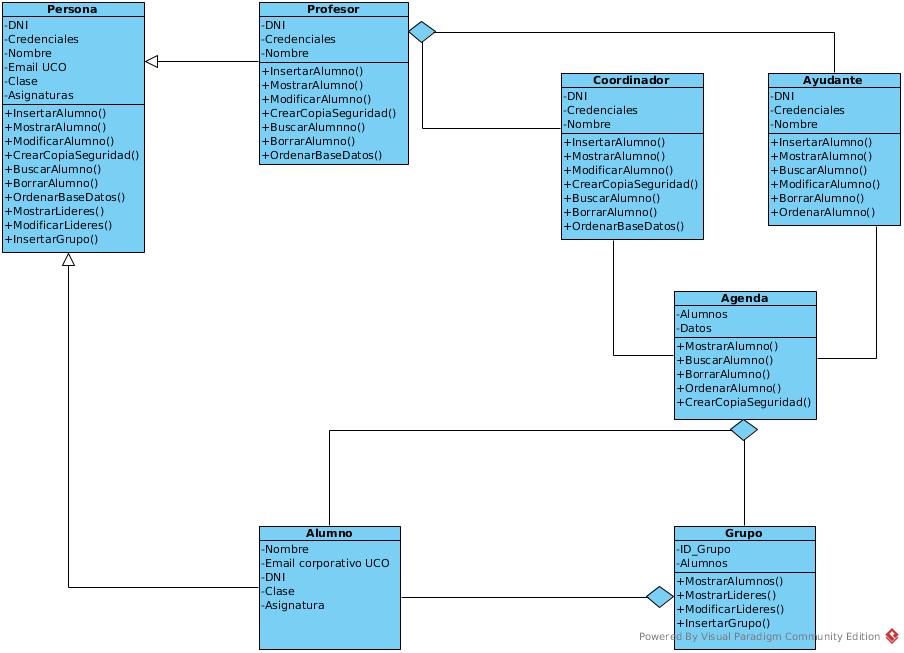 Persona
-DNI
-Credenciales
-Nombre
-Email UCO
-Clase
-Asignaturas
+InsertarAlumno()
+MostrarAlumno()
+ModificarAlumno()
+CrearCopiaSeguridad()
+BuscarAlumno()
+BorrarAlumno()
+OrdenarBaseDatos()
+MostrarLideres()
+ModificarLideres()
+InsertarGrupo()
Profesor
-DNI
-Credenciales
-Nombre
+InsertarAlumno()
+MostrarAlumno()
+ModificarAlumno()
+CrearCopiaSeguridad()
+BuscarAlumnno()
+BorrarAlumno()
+OrdenarBaseDatos()
Coordinador
-DNI
-Credenciales
-Nombre
+InsertarAlumno()
+MostrarAlumno()
+ModificarAlumno()
+CrearCopiaSeguridad()
+BuscarAlumno()
+BorrarAlumno()
+OrdenarBaseDatos()
Ayudante
-DNI
-Credenciales
-Nombre
+InsertarAlumno()
+MostrarAlumno()
+BuscarAlumno()
+ModificarAlumno()
+BorrarAlumno()
+OrdenarAlumno()
Agenda
-Alumnos
-Datos
+MostrarAlumno()
+BuscarAlumno()
+BorrarAlumno()
+OrdenarAlumno()
+CrearCopiaSeguridad()
Alumno
-Nombre
-Email corporativo UCO
-DNI
-Clase
-Asignatura
Grupo
-ID_Grupo
-Alumnos
+MostrarAlumnos()
+MostrarLideres()
+ModificarLideres()
+InsertarGrupo()
Powered By Visual Paradigm Community Edition